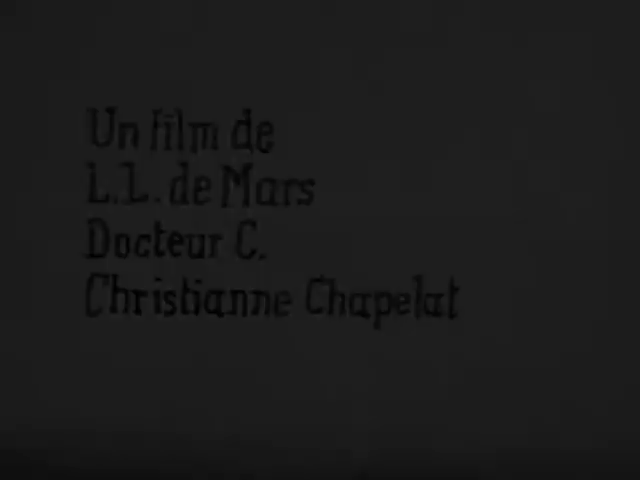 Un film de
L.L. de Mars
Docteur C.
Christianne Chapelat